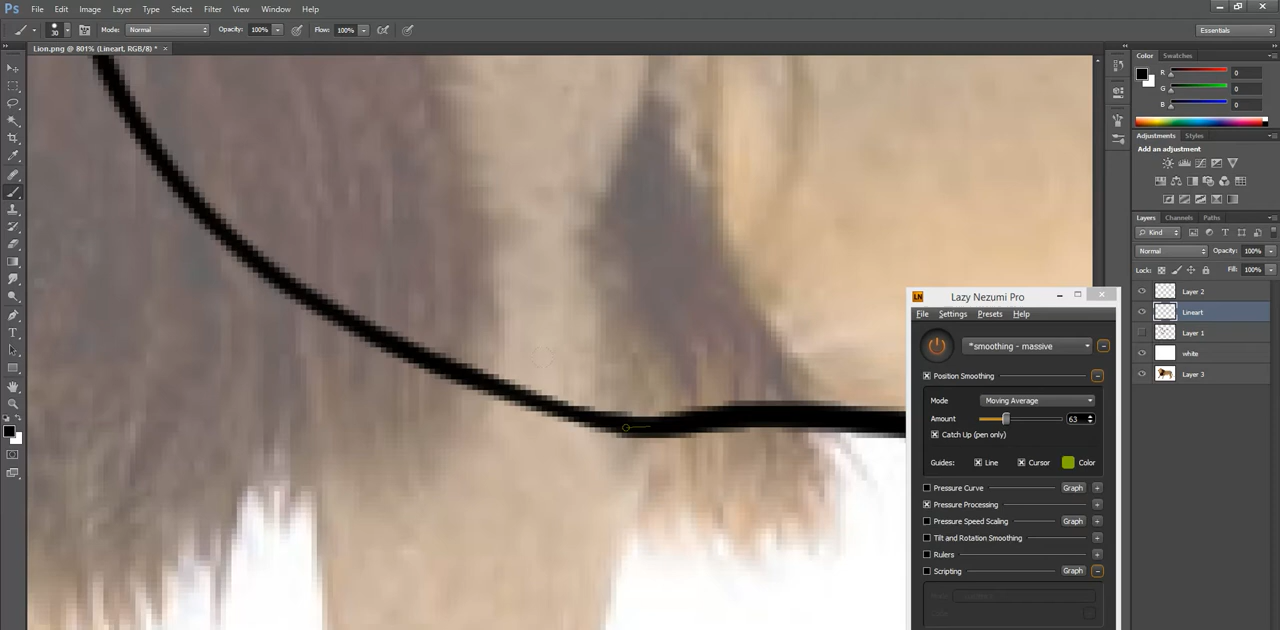 Ps File Edit Image Layer Type Select Filter View Window Help
30 Mode: Normal Opacity: 100% Flow: 100% Essentials
Lion.png @ 801% (Lineart, RGB/8) * ×
Color Swatches
R 0
G 0
B 0
Adjustments Styles
Add an adjustment
Layers Channels Paths
Kind
Normal Opacity: 100%
Lock: Fill: 100%
Layer 2
Lineart
Layer 1
white
Layer 3
LN Lazy Nezumi Pro
File Settings Presets Help
*smoothing - massive
Position Smoothing
Mode Moving Average
Amount 63
Catch Up (pen only)
Guides: Line Cursor Color
Pressure Curve Graph
Pressure Processing
Pressure Speed Scaling Graph
Tilt and Rotation Smoothing
Rulers
Scripting Graph